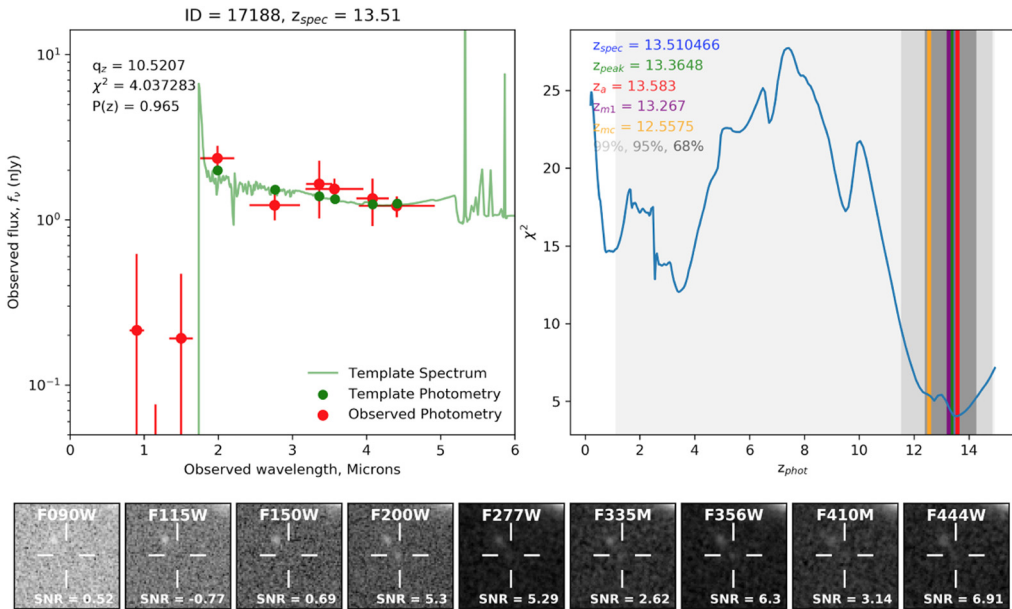 ID = 17188, z_spec = 13.51
q_z = 10.5207
χ² = 4.037283
P(z) = 0.965
Observed flux, f_ν (nJy)
10¹
10⁰
10⁻¹
Template Spectrum
Template Photometry
Observed Photometry
0 1 2 3 4 5 6
Observed wavelength, Microns
z_spec = 13.510466
z_peak = 13.3648
z_a = 13.583
z_m1 = 13.267
z_mc = 12.5575
99%, 95%, 68%
χ²
25
20
15
10
5
0 2 4 6 8 10 12 14
z_phot
F090W
SNR = 0.52
F115W
SNR = -0.77
F150W
SNR = 0.69
F200W
SNR = 5.3
F277W
SNR = 5.29
F335M
SNR = 2.62
F356W
SNR = 6.3
F410M
SNR = 3.14
F444W
SNR = 6.91